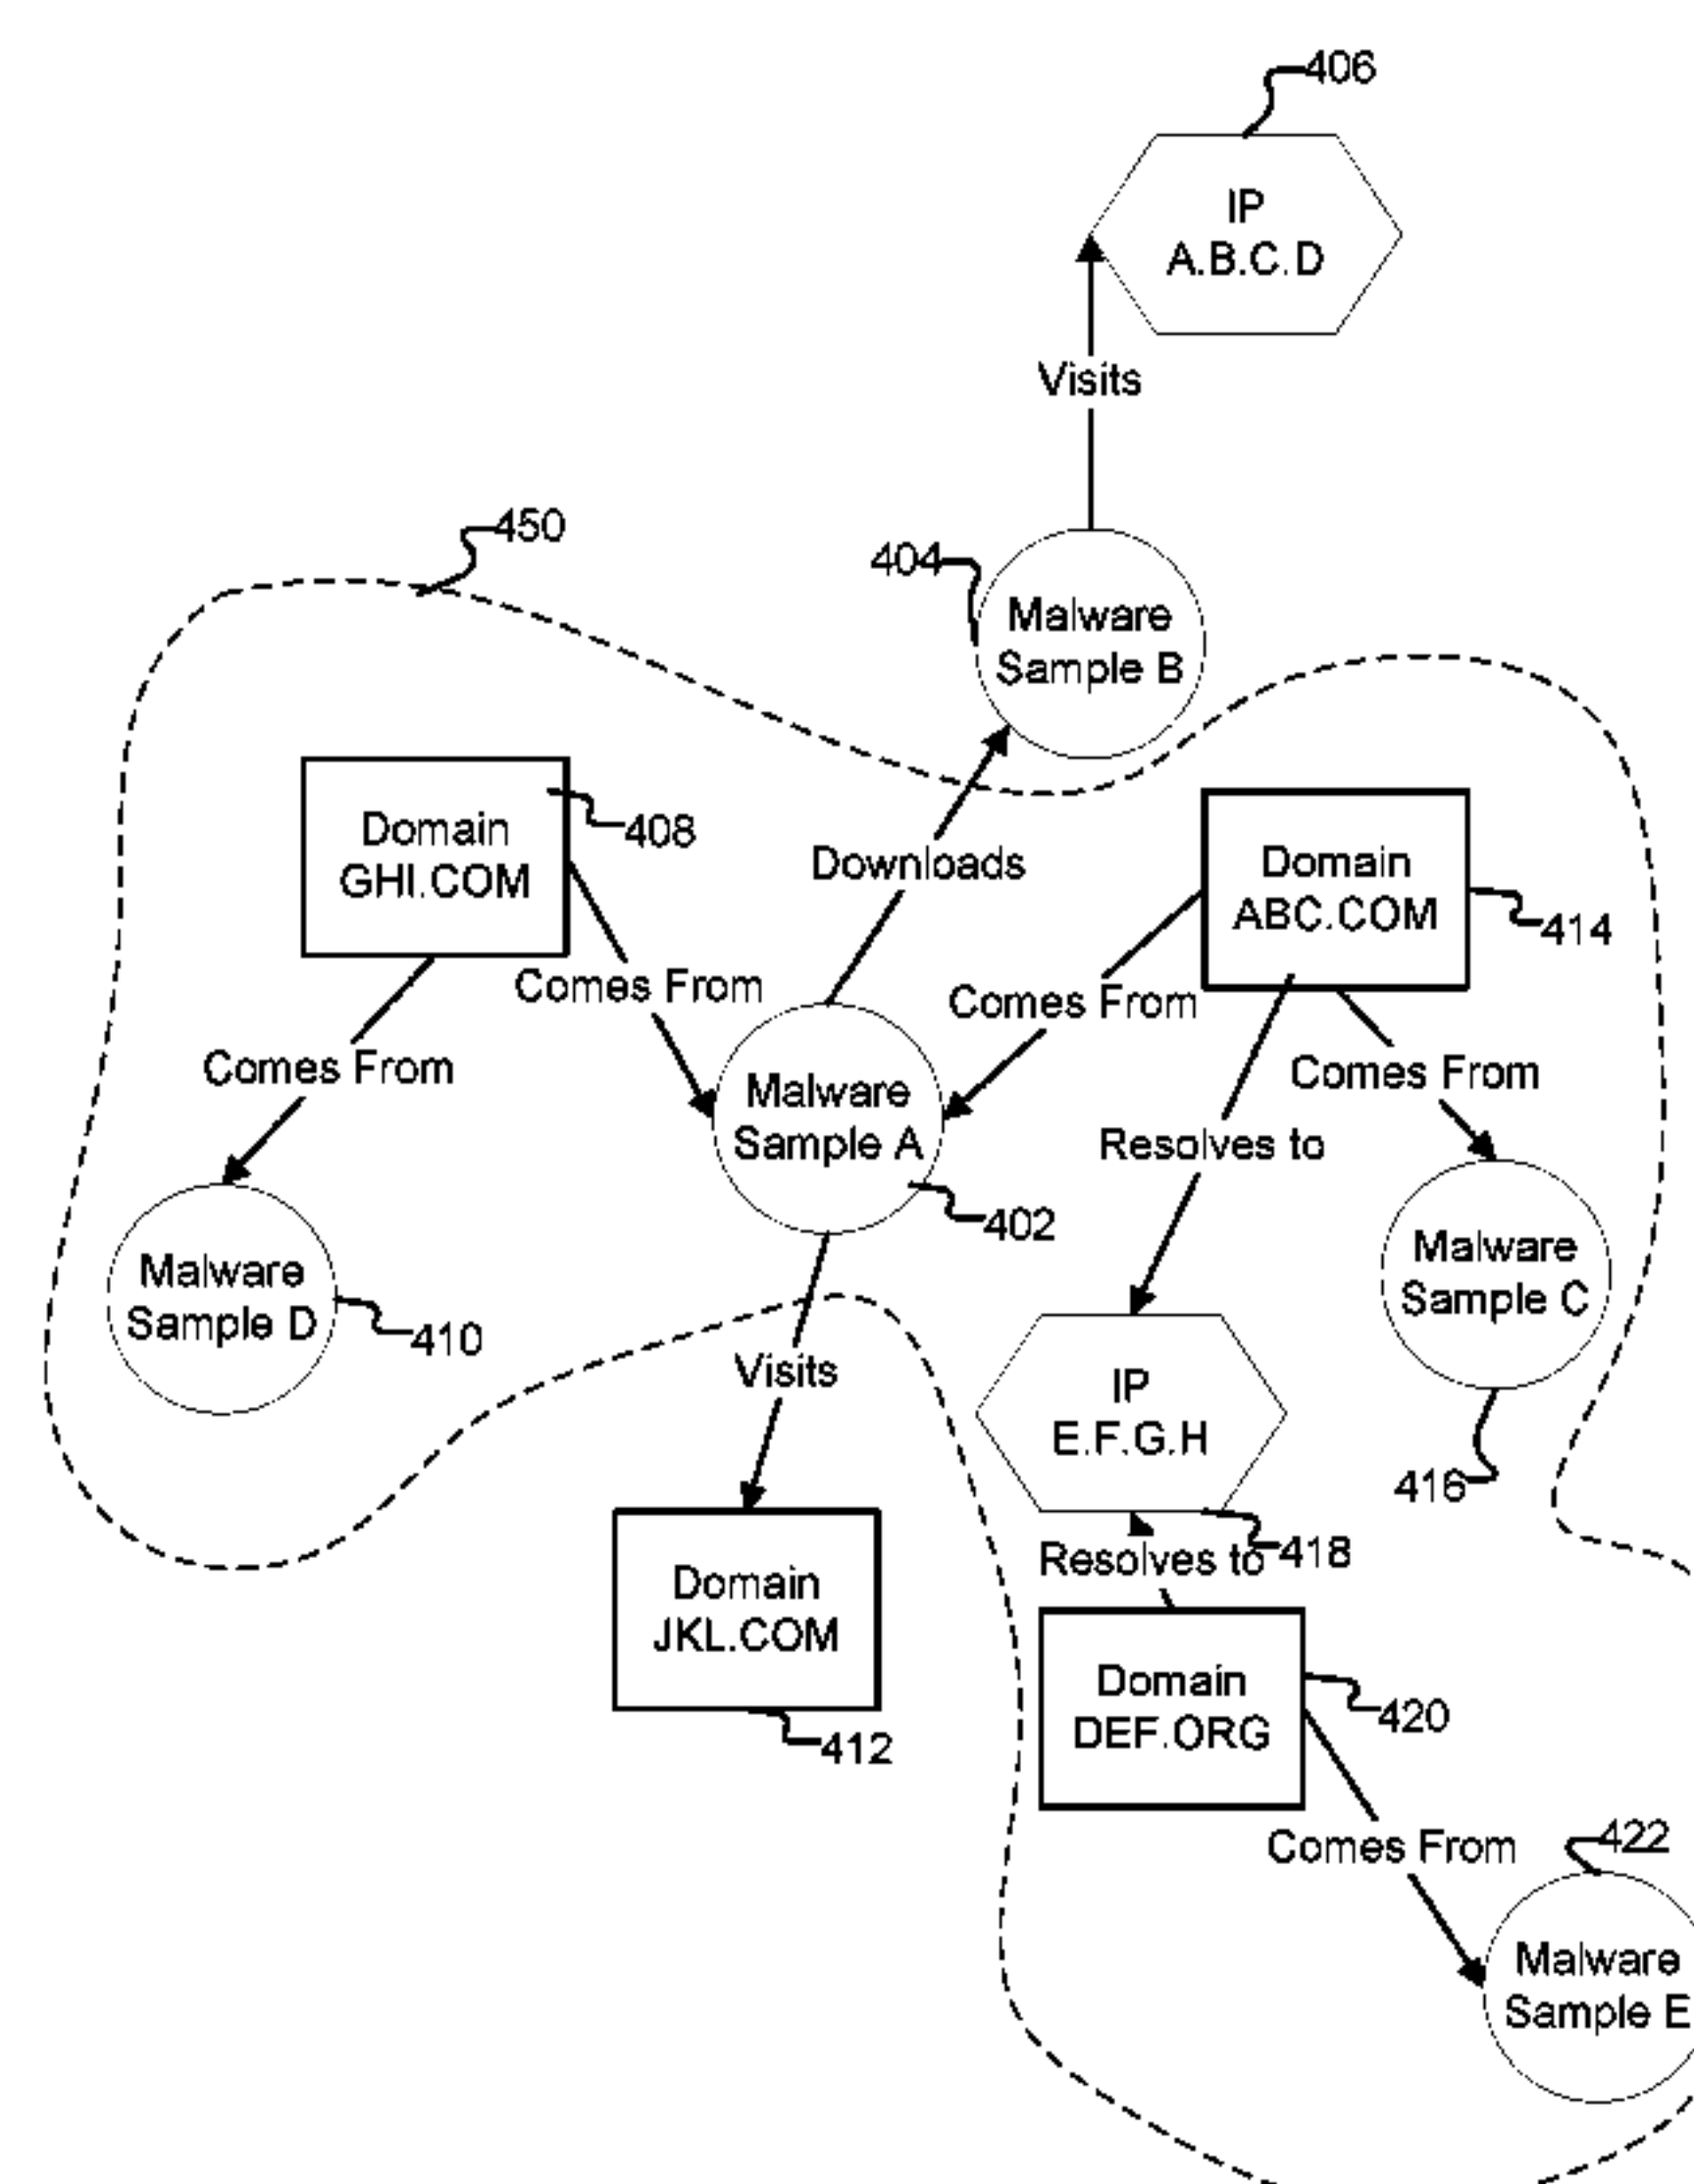 406
IP
A.B.C.D
Visits
450
404
Malware
Sample B
Domain
GHI.COM
408
Downloads
Domain
ABC.COM
414
Comes From
Comes From
Comes From
Comes From
Malware
Sample A
Resolves to
402
Malware
Sample D
410
Malware
Sample C
Visits
IP
E.F.G.H
416
Resolves to
418
Domain
JKL.COM
412
Domain
DEF.ORG
420
Comes From
422
Malware
Sample E